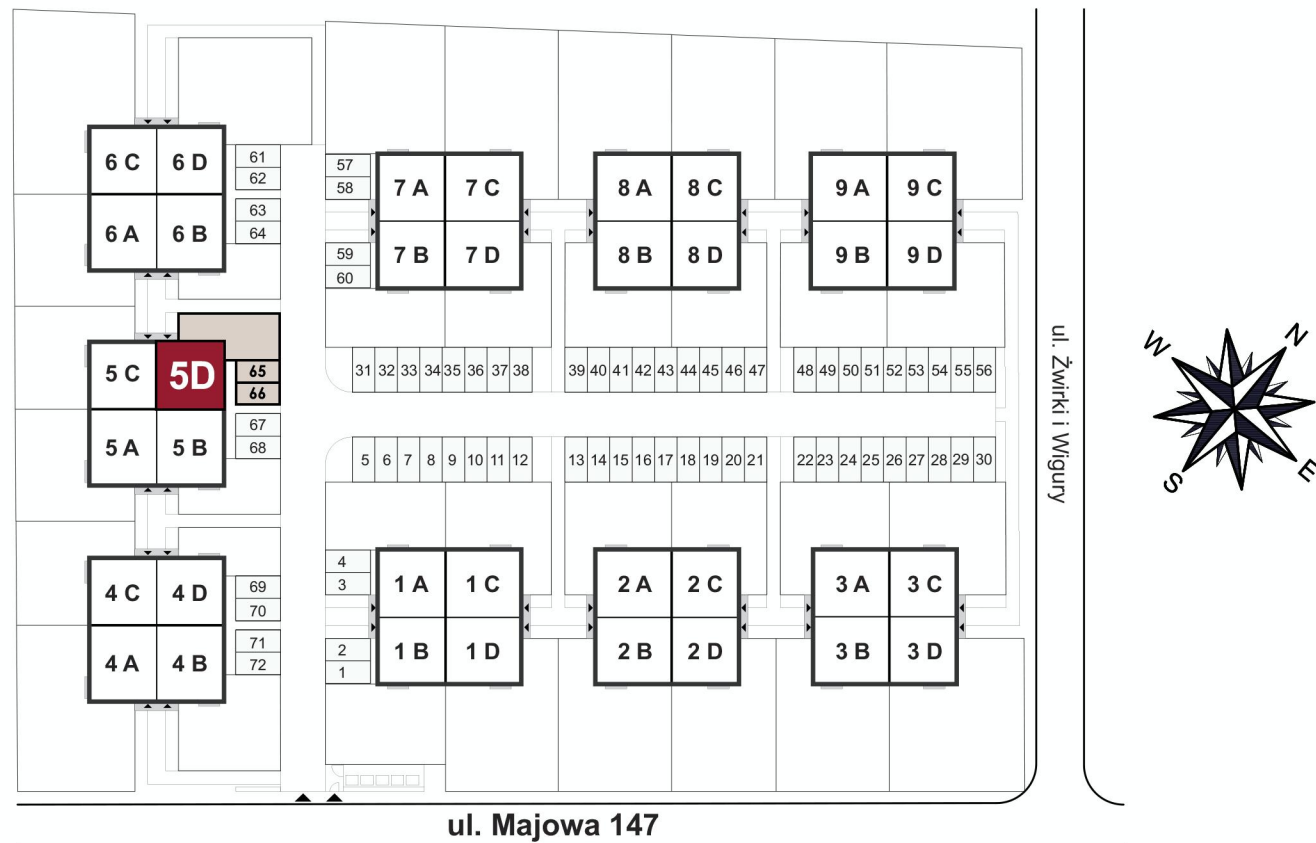 6 C 6 D
6 A 6 B
61
62
63
64
57
58
59
60
7 A 7 C
7 B 7 D
8 A 8 C
8 B 8 D
9 A 9 C
9 B 9 D
5 C 5D
5 A 5 B
65
66
67
68
31 32 33 34 35 36 37 38
39 40 41 42 43 44 45 46 47
48 49 50 51 52 53 54 55 56
5 6 7 8 9 10 11 12
13 14 15 16 17 18 19 20 21
22 23 24 25 26 27 28 29 30
4 C 4 D
4 A 4 B
69
70
71
72
4
3
2
1
1 A 1 C
1 B 1 D
2 A 2 C
2 B 2 D
3 A 3 C
3 B 3 D
ul. Żwirki i Wigury
W
N
S
E
ul. Majowa 147